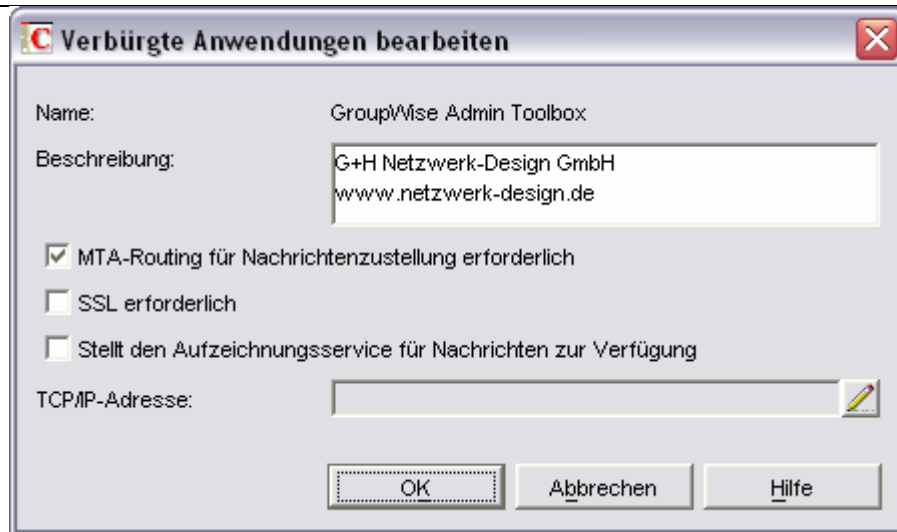 C Verbürgte Anwendungen bearbeiten
Name: GroupWise Admin Toolbox
Beschreibung: G+H Netzwerk-Design GmbH
www.netzwerk-design.de
MTA-Routing für Nachrichtenzustellung erforderlich
SSL erforderlich
Stellt den Aufzeichnungsservice für Nachrichten zur Verfügung
TCP/IP-Adresse:
OK Abbrechen Hilfe